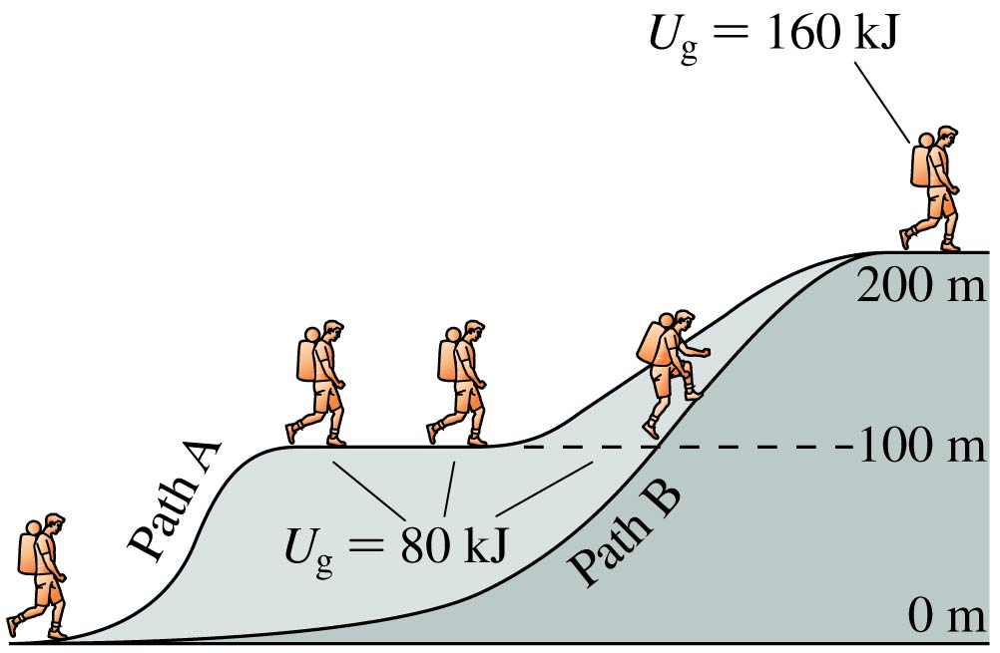 U_g = 160 kJ
200 m
100 m
Path A
U_g = 80 kJ
Path B
0 m